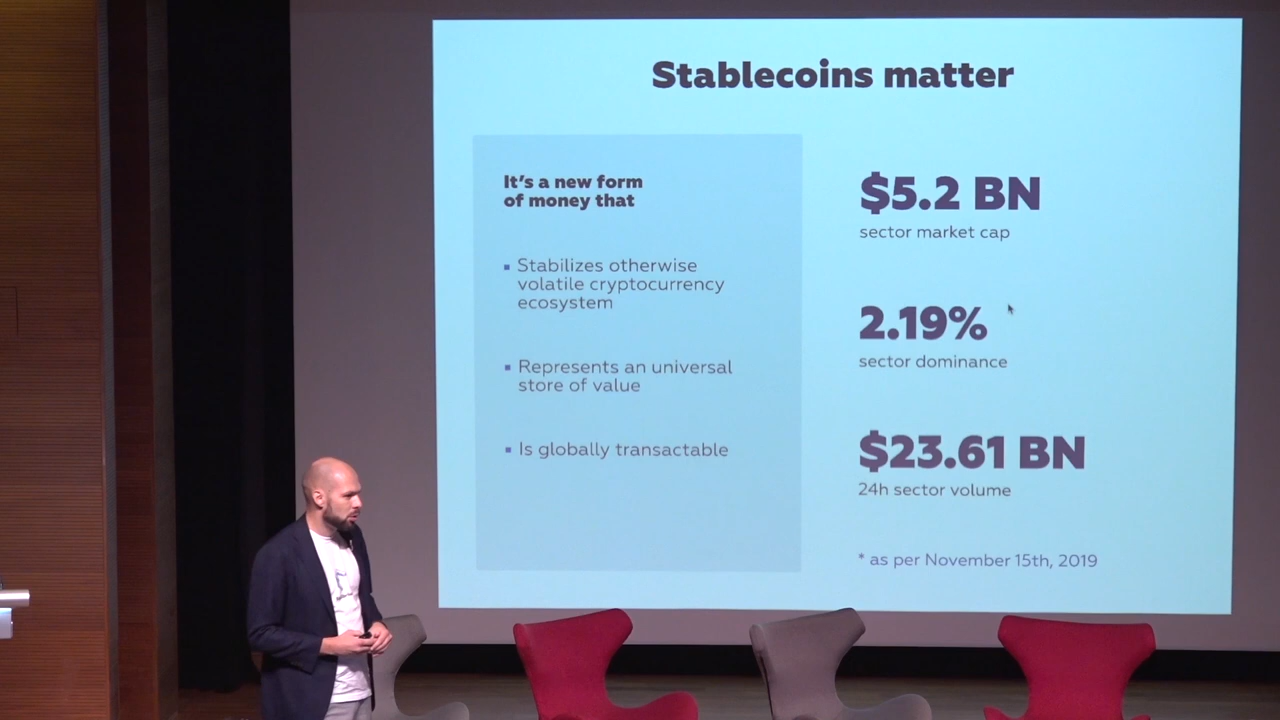 Stablecoins matter
It's a new form
of money that
▪ Stabilizes otherwise
volatile cryptocurrency
ecosystem
▪ Represents an universal
store of value
▪ Is globally transactable
$5.2 BN
sector market cap
2.19%
sector dominance
$23.61 BN
24h sector volume
* as per November 15th, 2019